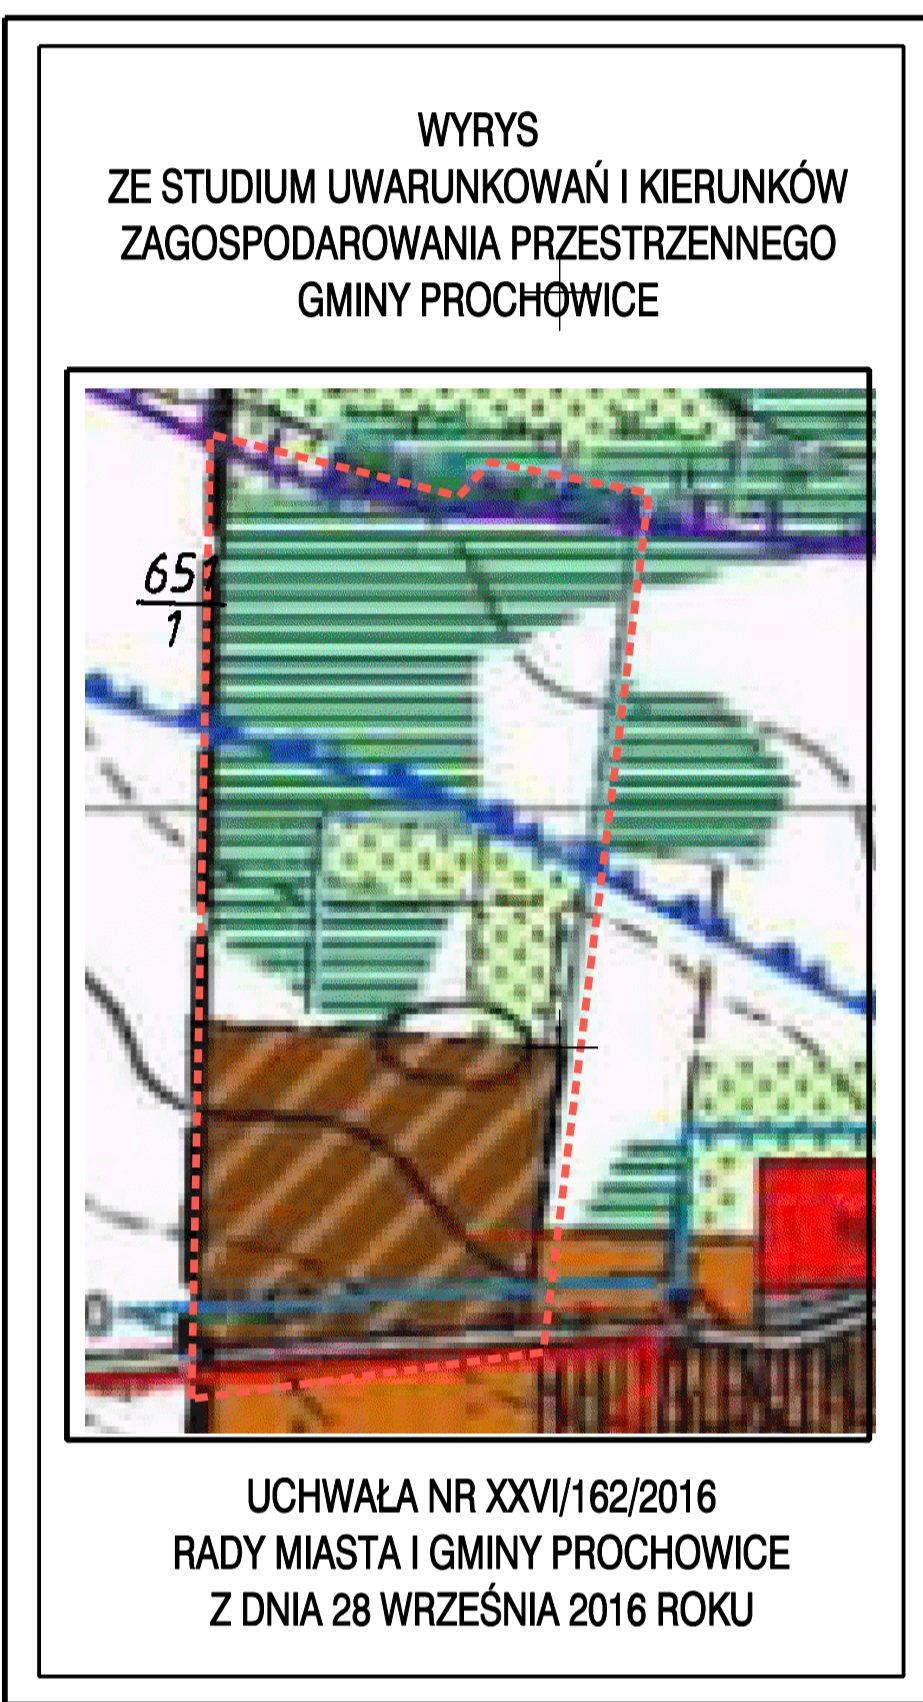 WYRYS
ZE STUDIUM UWARUNKOWAŃ I KIERUNKÓW
ZAGOSPODAROWANIA PRZESTRZENNEGO
GMINY PROCHOWICE
651
1
0
UCHWAŁA NR XXVI/162/2016
RADY MIASTA I GMINY PROCHOWICE
Z DNIA 28 WRZEŚNIA 2016 ROKU